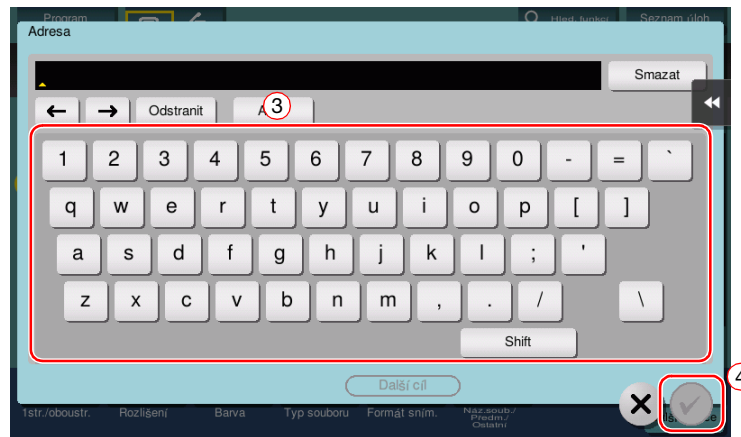 Program
Hled. funkci
Seznam úloh
Adresa
Smazat
Odstranit
3
1 2 3 4 5 6 7 8 9 0 - = `
q w e r t y u i o p [ ]
a s d f g h j k l ; '
z x c v b n m , . / \
Shift
Další cíl
4
1str./oboustr. Rozlišení Barva Typ souboru Formát sním. Náz.soub./
Předm./
Ostatní